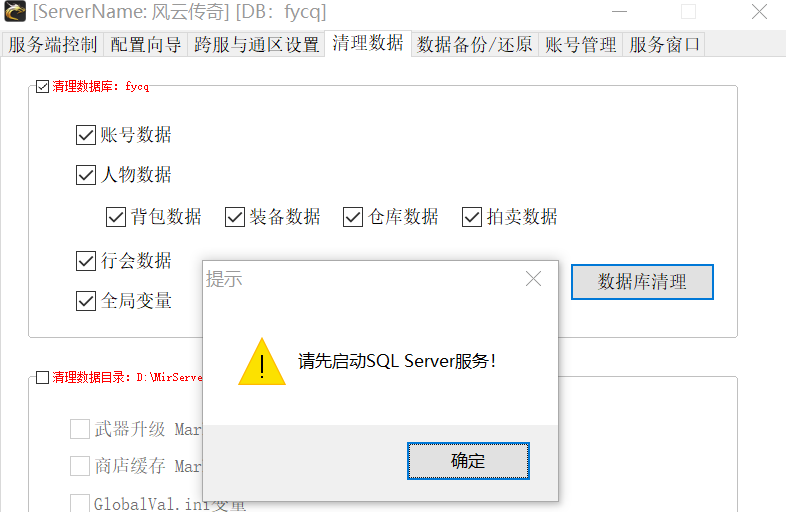 [ServerName: 风云传奇] [DB: fycq]
服务端控制 配置向导 跨服与通区设置 清理数据 数据备份/还原 账号管理 服务窗口
清理数据库: fycq
账号数据
人物数据
背包数据 装备数据 仓库数据 拍卖数据
行会数据
全局变量
数据库清理
提示
请先启动SQL Server服务!
确定
清理数据目录: D:\MirServe
武器升级 Mar
商店缓存 Mar
GlobalVal.ini变量